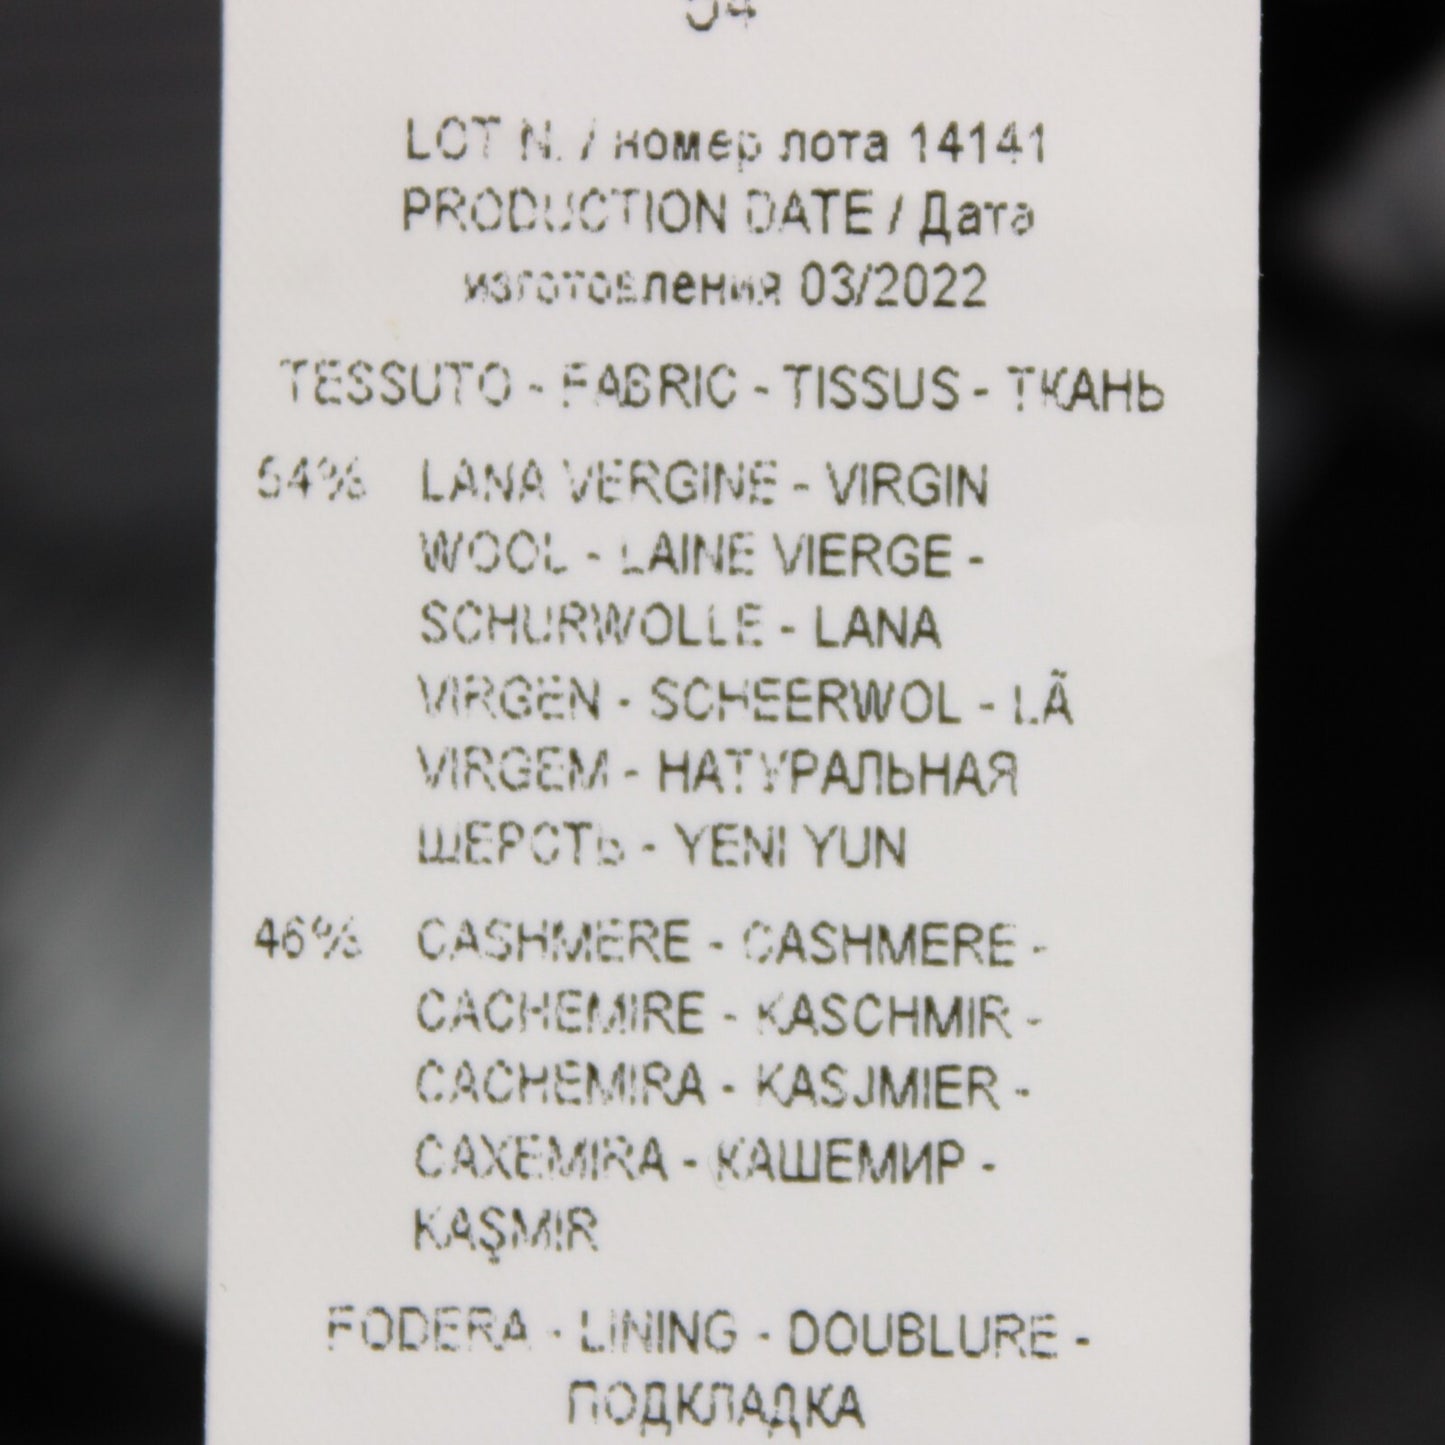 54
LOT N. / номер лота 14141
PRODUCTION DATE / Дата
изготовления 03/2022
TESSUTO - FABRIC - TISSUS - ТКАНЬ
54% LANA VERGINE - VIRGIN
WOOL - LAINE VIERGE -
SCHURWOLLE - LANA
VIRGEN - SCHEERWOL - LÃ
VIRGEM - НАТУРАЛЬНАЯ
ШЕРСТЬ - YENI YUN
46% CASHMERE - CASHMERE -
CACHEMIRE - KASCHMIR -
CACHEMIRA - KASJMIER -
CAXEMIRA - КАШЕМИР -
KAŞMIR
FODERA - LINING - DOUBLURE -
ПОДКЛАДКА